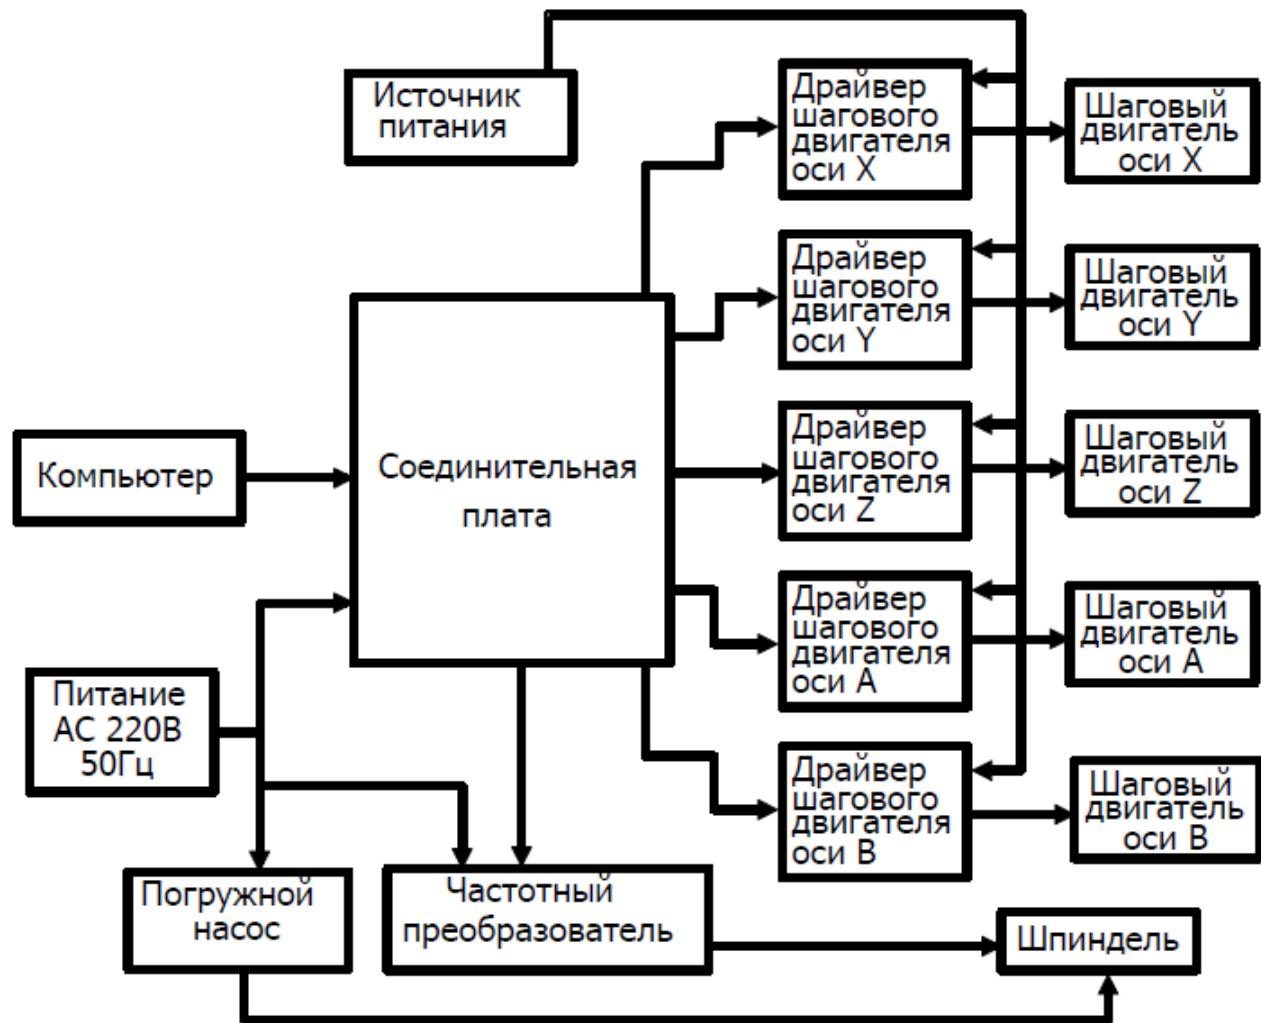 Источник
питания
Драйвер
шагового
двигателя
оси X
Шаговый
двигатель
оси X
Драйвер
шагового
двигателя
оси Y
Шаговый
двигатель
оси Y
Компьютер
Соединительная
плата
Драйвер
шагового
двигателя
оси Z
Шаговый
двигатель
оси Z
Драйвер
шагового
двигателя
оси A
Шаговый
двигатель
оси A
Питание
AC 220В
50Гц
Драйвер
шагового
двигателя
оси B
Шаговый
двигатель
оси B
Погружной
насос
Частотный
преобразователь
Шпиндель